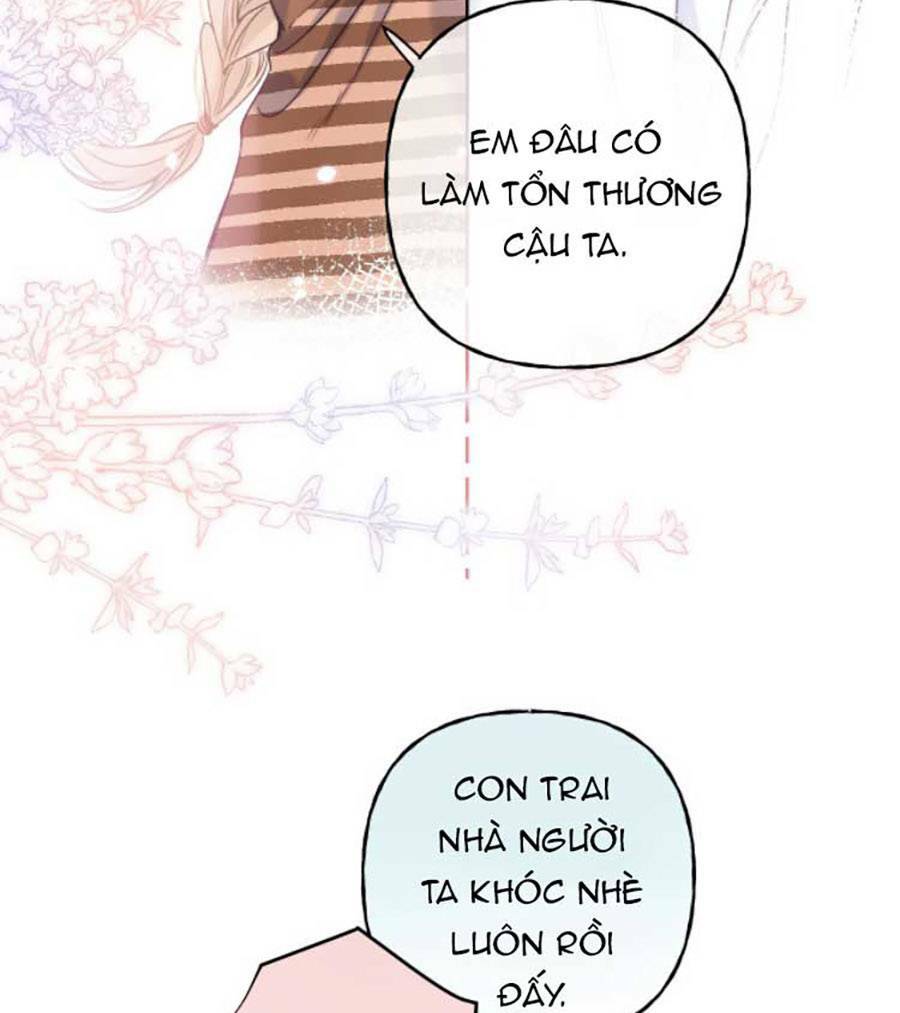 EM ĐÂU CÓ
LÀM TỔN THƯƠNG
CẬU TA.
CON TRAI
NHÀ NGƯỜI
TA KHÓC NHÈ
LUÔN RỒI
ĐẤY.